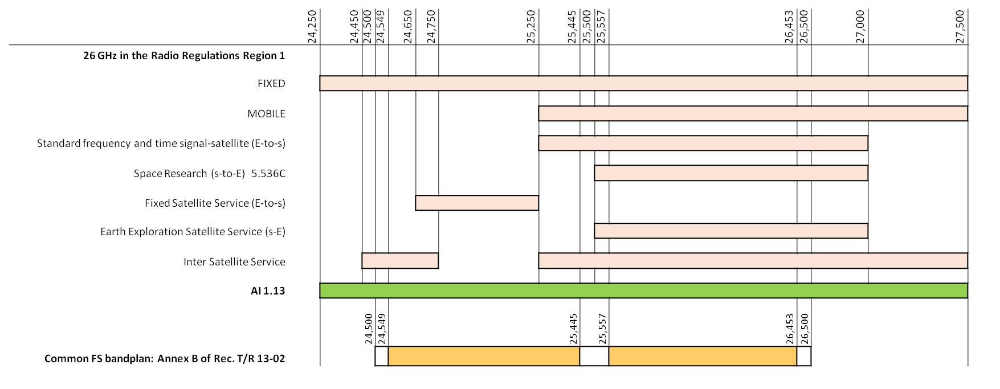 24,250
24,450
24,500
24,549
24,650
24,750
25,250
25,445
25,500
25,557
26,453
26,500
27,000
27,500
26 GHz in the Radio Regulations Region 1
FIXED
MOBILE
Standard frequency and time signal-satellite (E-to-s)
Space Research (s-to-E) 5.536C
Fixed Satellite Service (E-to-s)
Earth Exploration Satellite Service (s-E)
Inter Satellite Service
AI 1.13
24,500
24,549
25,445
25,557
26,453
26,500
Common FS bandplan: Annex B of Rec. T/R 13-02